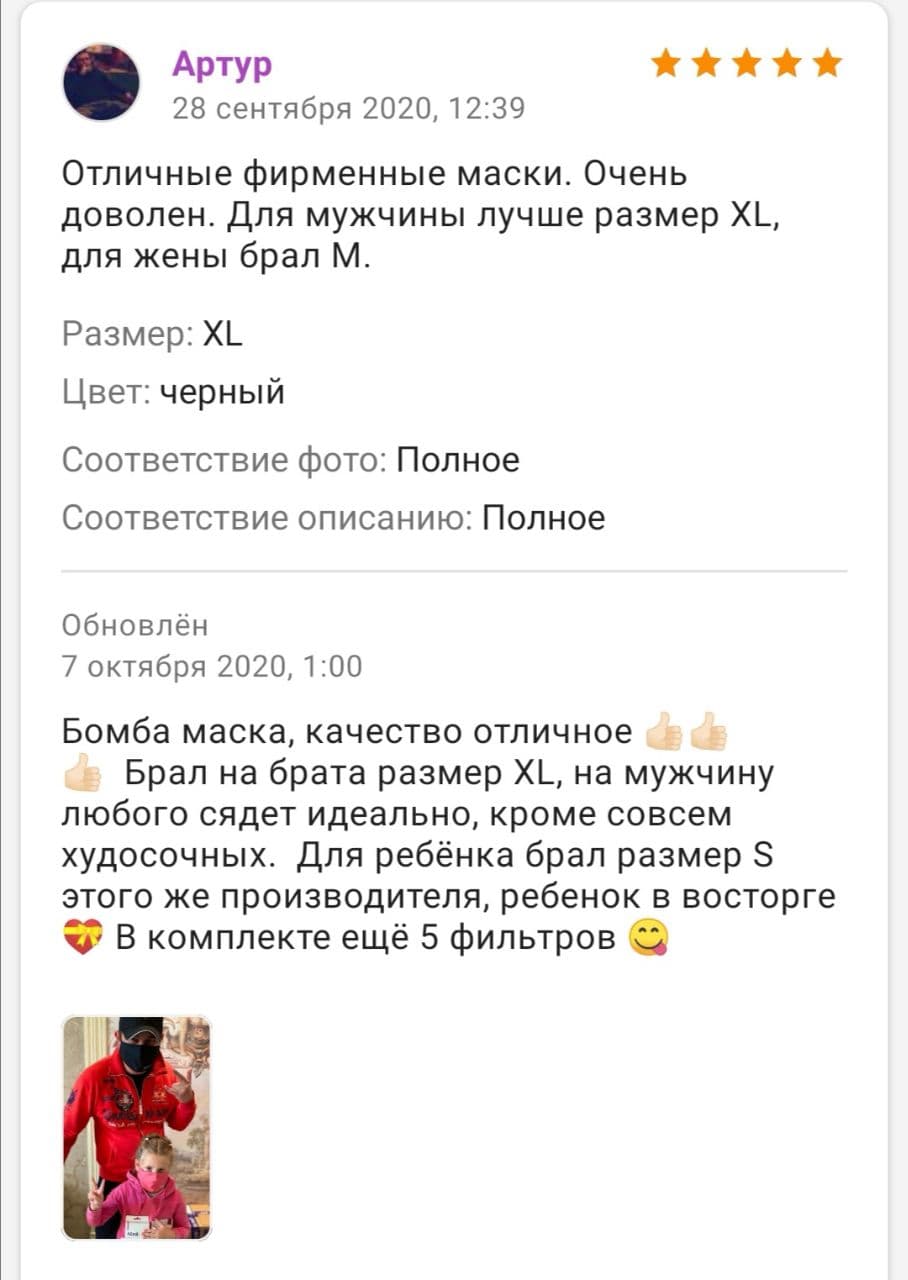 Артур
28 сентября 2020, 12:39
Отличные фирменные маски. Очень
доволен. Для мужчины лучше размер XL,
для жены брал М.
Размер: XL
Цвет: черный
Соответствие фото: Полное
Соответствие описанию: Полное
Обновлён
7 октября 2020, 1:00
Бомба маска, качество отличное 👍🏻👍🏻
👍🏻 Брал на брата размер XL, на мужчину
любого сядет идеально, кроме совсем
худосочных. Для ребёнка брал размер S
этого же производителя, ребенок в восторге
💝 В комплекте ещё 5 фильтров 😋